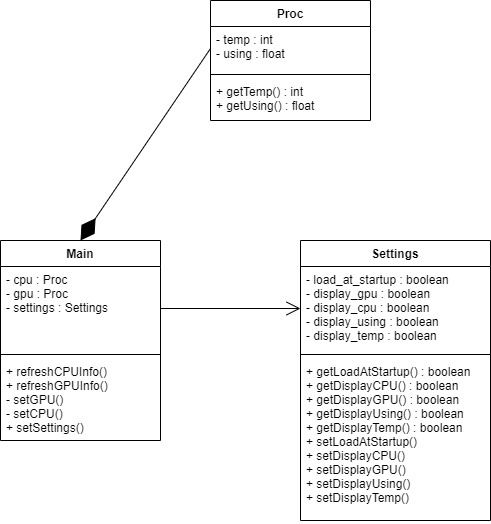 Proc
- temp : int
- using : float
+ getTemp() : int
+ getUsing() : float
Main
- cpu : Proc
- gpu : Proc
- settings : Settings
+ refreshCPUInfo()
+ refreshGPUInfo()
- setGPU()
- setCPU()
+ setSettings()
Settings
- load_at_startup : boolean
- display_gpu : boolean
- display_cpu : boolean
- display_using : boolean
- display_temp : boolean
+ getLoadAtStartup() : boolean
+ getDisplayCPU() : boolean
+ getDisplayGPU() : boolean
+ getDisplayUsing() : boolean
+ getDisplayTemp() : boolean
+ setLoadAtStartup()
+ setDisplayCPU()
+ setDisplayGPU()
+ setDisplayUsing()
+ setDisplayTemp()